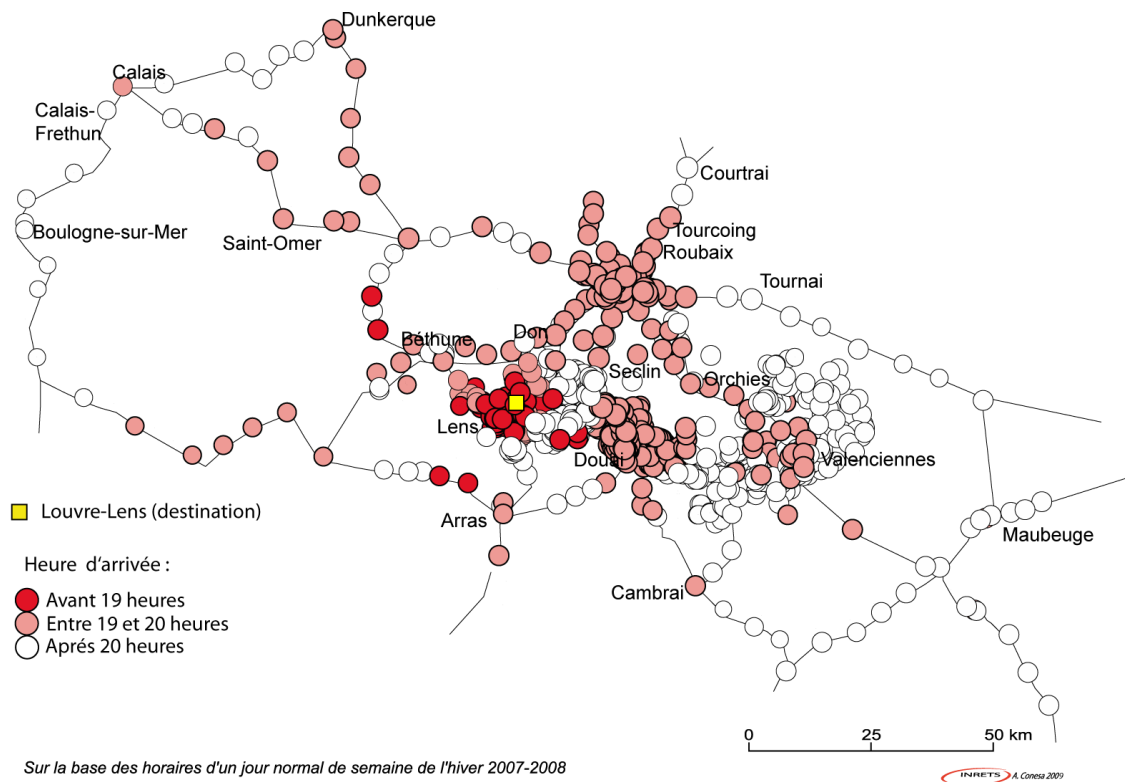 Dunkerque
Calais
Calais-
Frethun
Courtrai
Boulogne-sur-Mer
Saint-Omer
Tourcoing
Roubaix
Tournai
Béthune
Don
Seclin
Orchies
Lens
Douai
Valenciennes
Louvre-Lens (destination)
Arras
Maubeuge
Heure d'arrivée :
Cambrai
Avant 19 heures
Entre 19 et 20 heures
Aprés 20 heures
0 25 50 km
Sur la base des horaires d'un jour normal de semaine de l'hiver 2007-2008
INRETS A. Conesa 2009